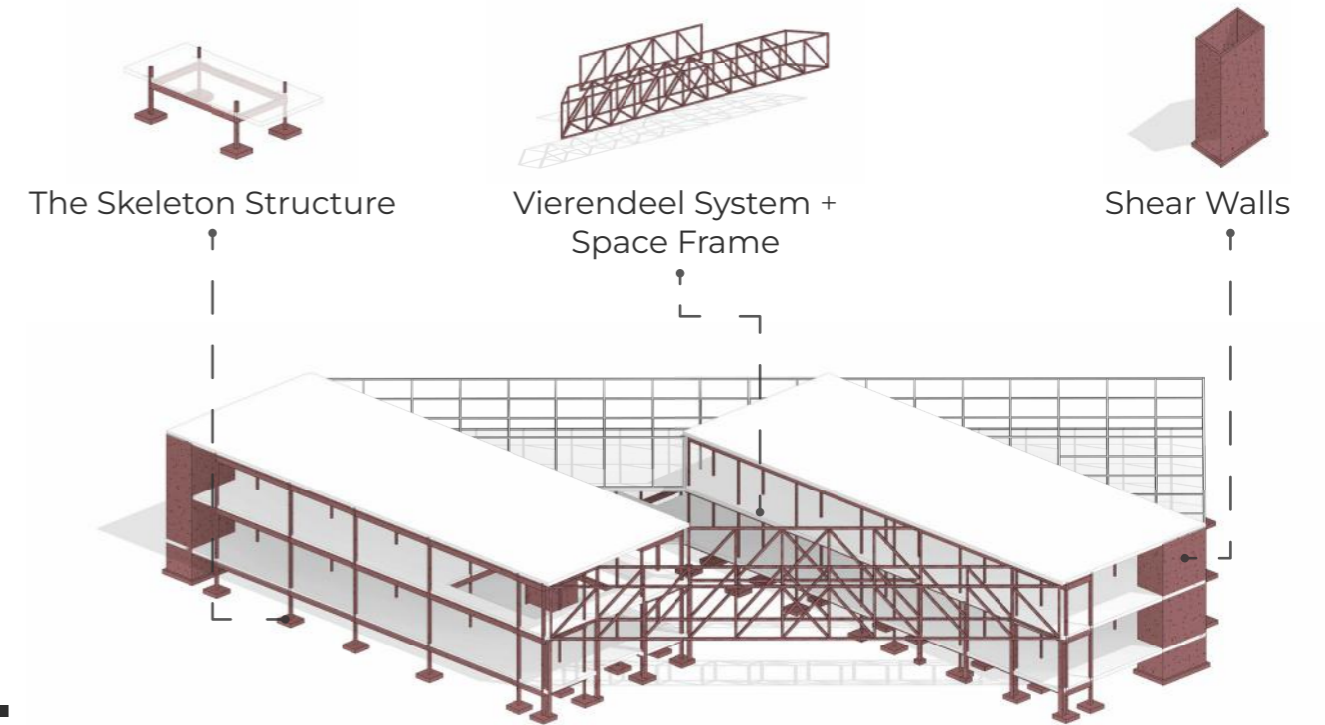 The Skeleton Structure
Vierendeel System +
Space Frame
Shear Walls